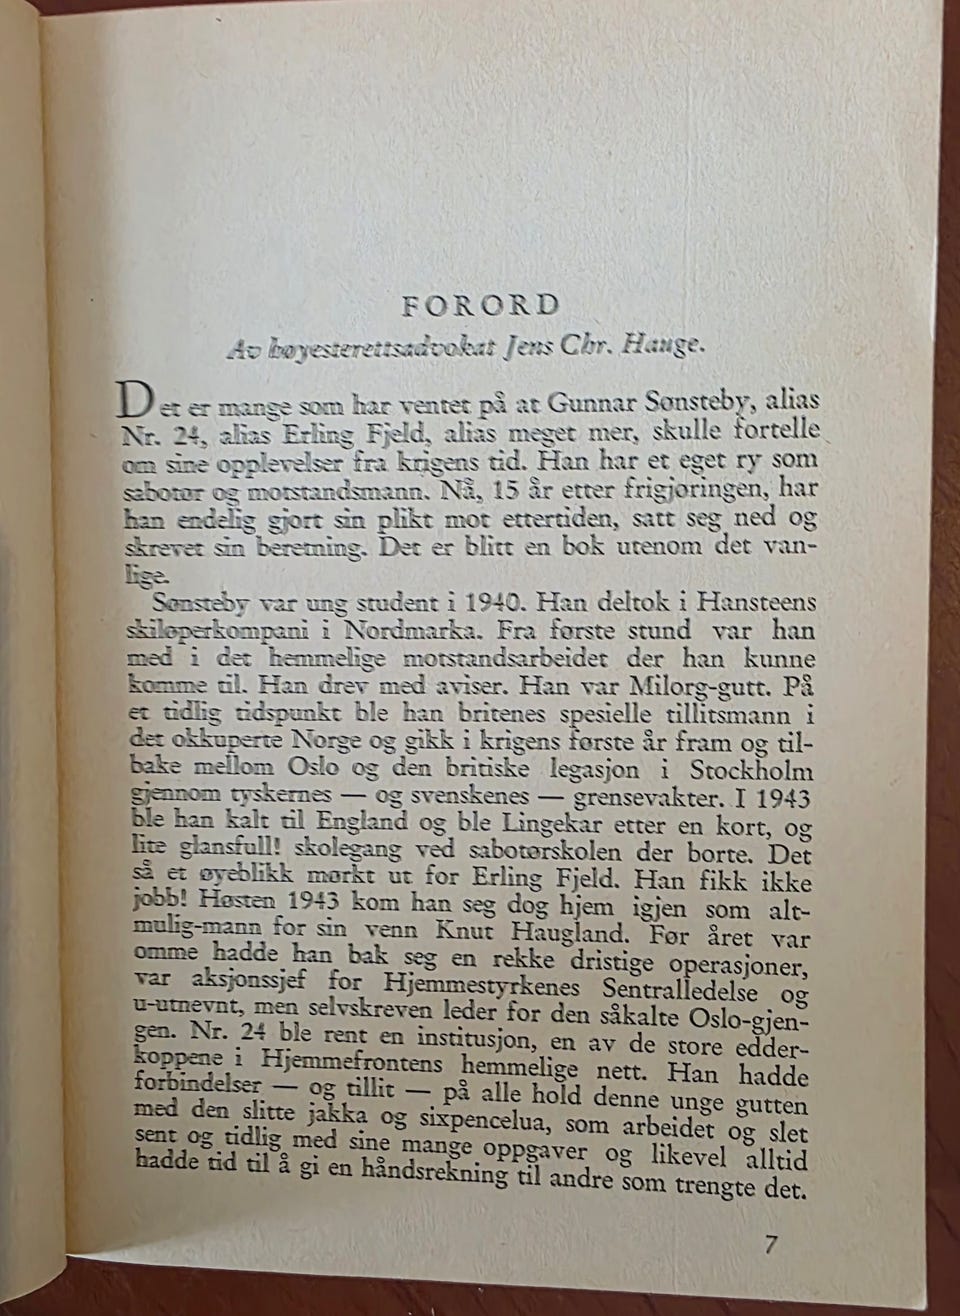 FORORD
Av høyesterettsadvokat Jens Chr. Hauge.
Det er mange som har ventet på at Gunnar Sønsteby, alias
Nr. 24, alias Erling Fjeld, alias meget mer, skulle fortelle
om sine opplevelser fra krigens tid. Han har et eget ry som
sabotør og motstandsmann. Nå, 15 år etter frigjøringen, har
han endelig gjort sin plikt mot ettertiden, satt seg ned og
skrevet sin beretning. Det er blitt en bok utenom det van-
lige.
Sønsteby var ung student i 1940. Han deltok i Hansteens
skiløperkompani i Nordmarka. Fra første stund var han
med i det hemmelige motstandsarbeidet der han kunne
komme til. Han drev med aviser. Han var Milorg-gutt. På
et tidlig tidspunkt ble han britenes spesielle tillitsmann i
det okkuperte Norge og gikk i krigens første år fram og til-
bake mellom Oslo og den britiske legasjon i Stockholm
gjennom tyskernes — og svenskenes — grensevakter. I 1943
ble han kalt til England og ble Lingekar etter en kort, og
lite glansfull! skolegang ved sabotørskolen der borte. Det
så et øyeblikk mørkt ut for Erling Fjeld. Han fikk ikke
jobb! Høsten 1943 kom han seg dog hjem igjen som alt-
mulig-mann for sin venn Knut Haugland. Før året var
omme hadde han bak seg en rekke dristige operasjoner,
var aksjonssjef for Hjemmestyrkenes Sentralledelse og
u-utnevnt, men selvskreven leder for den såkalte Oslo-gjen-
gen. Nr. 24 ble rent en institusjon, en av de store edder-
koppene i Hjemmefrontens hemmelige nett. Han hadde
forbindelser — og tillit — på alle hold denne unge gutten
med den slitte jakka og sixpencelua, som arbeidet og slet
sent og tidlig med sine mange oppgaver og likevel alltid
hadde tid til å gi en håndsrekning til andre som trengte det.
7